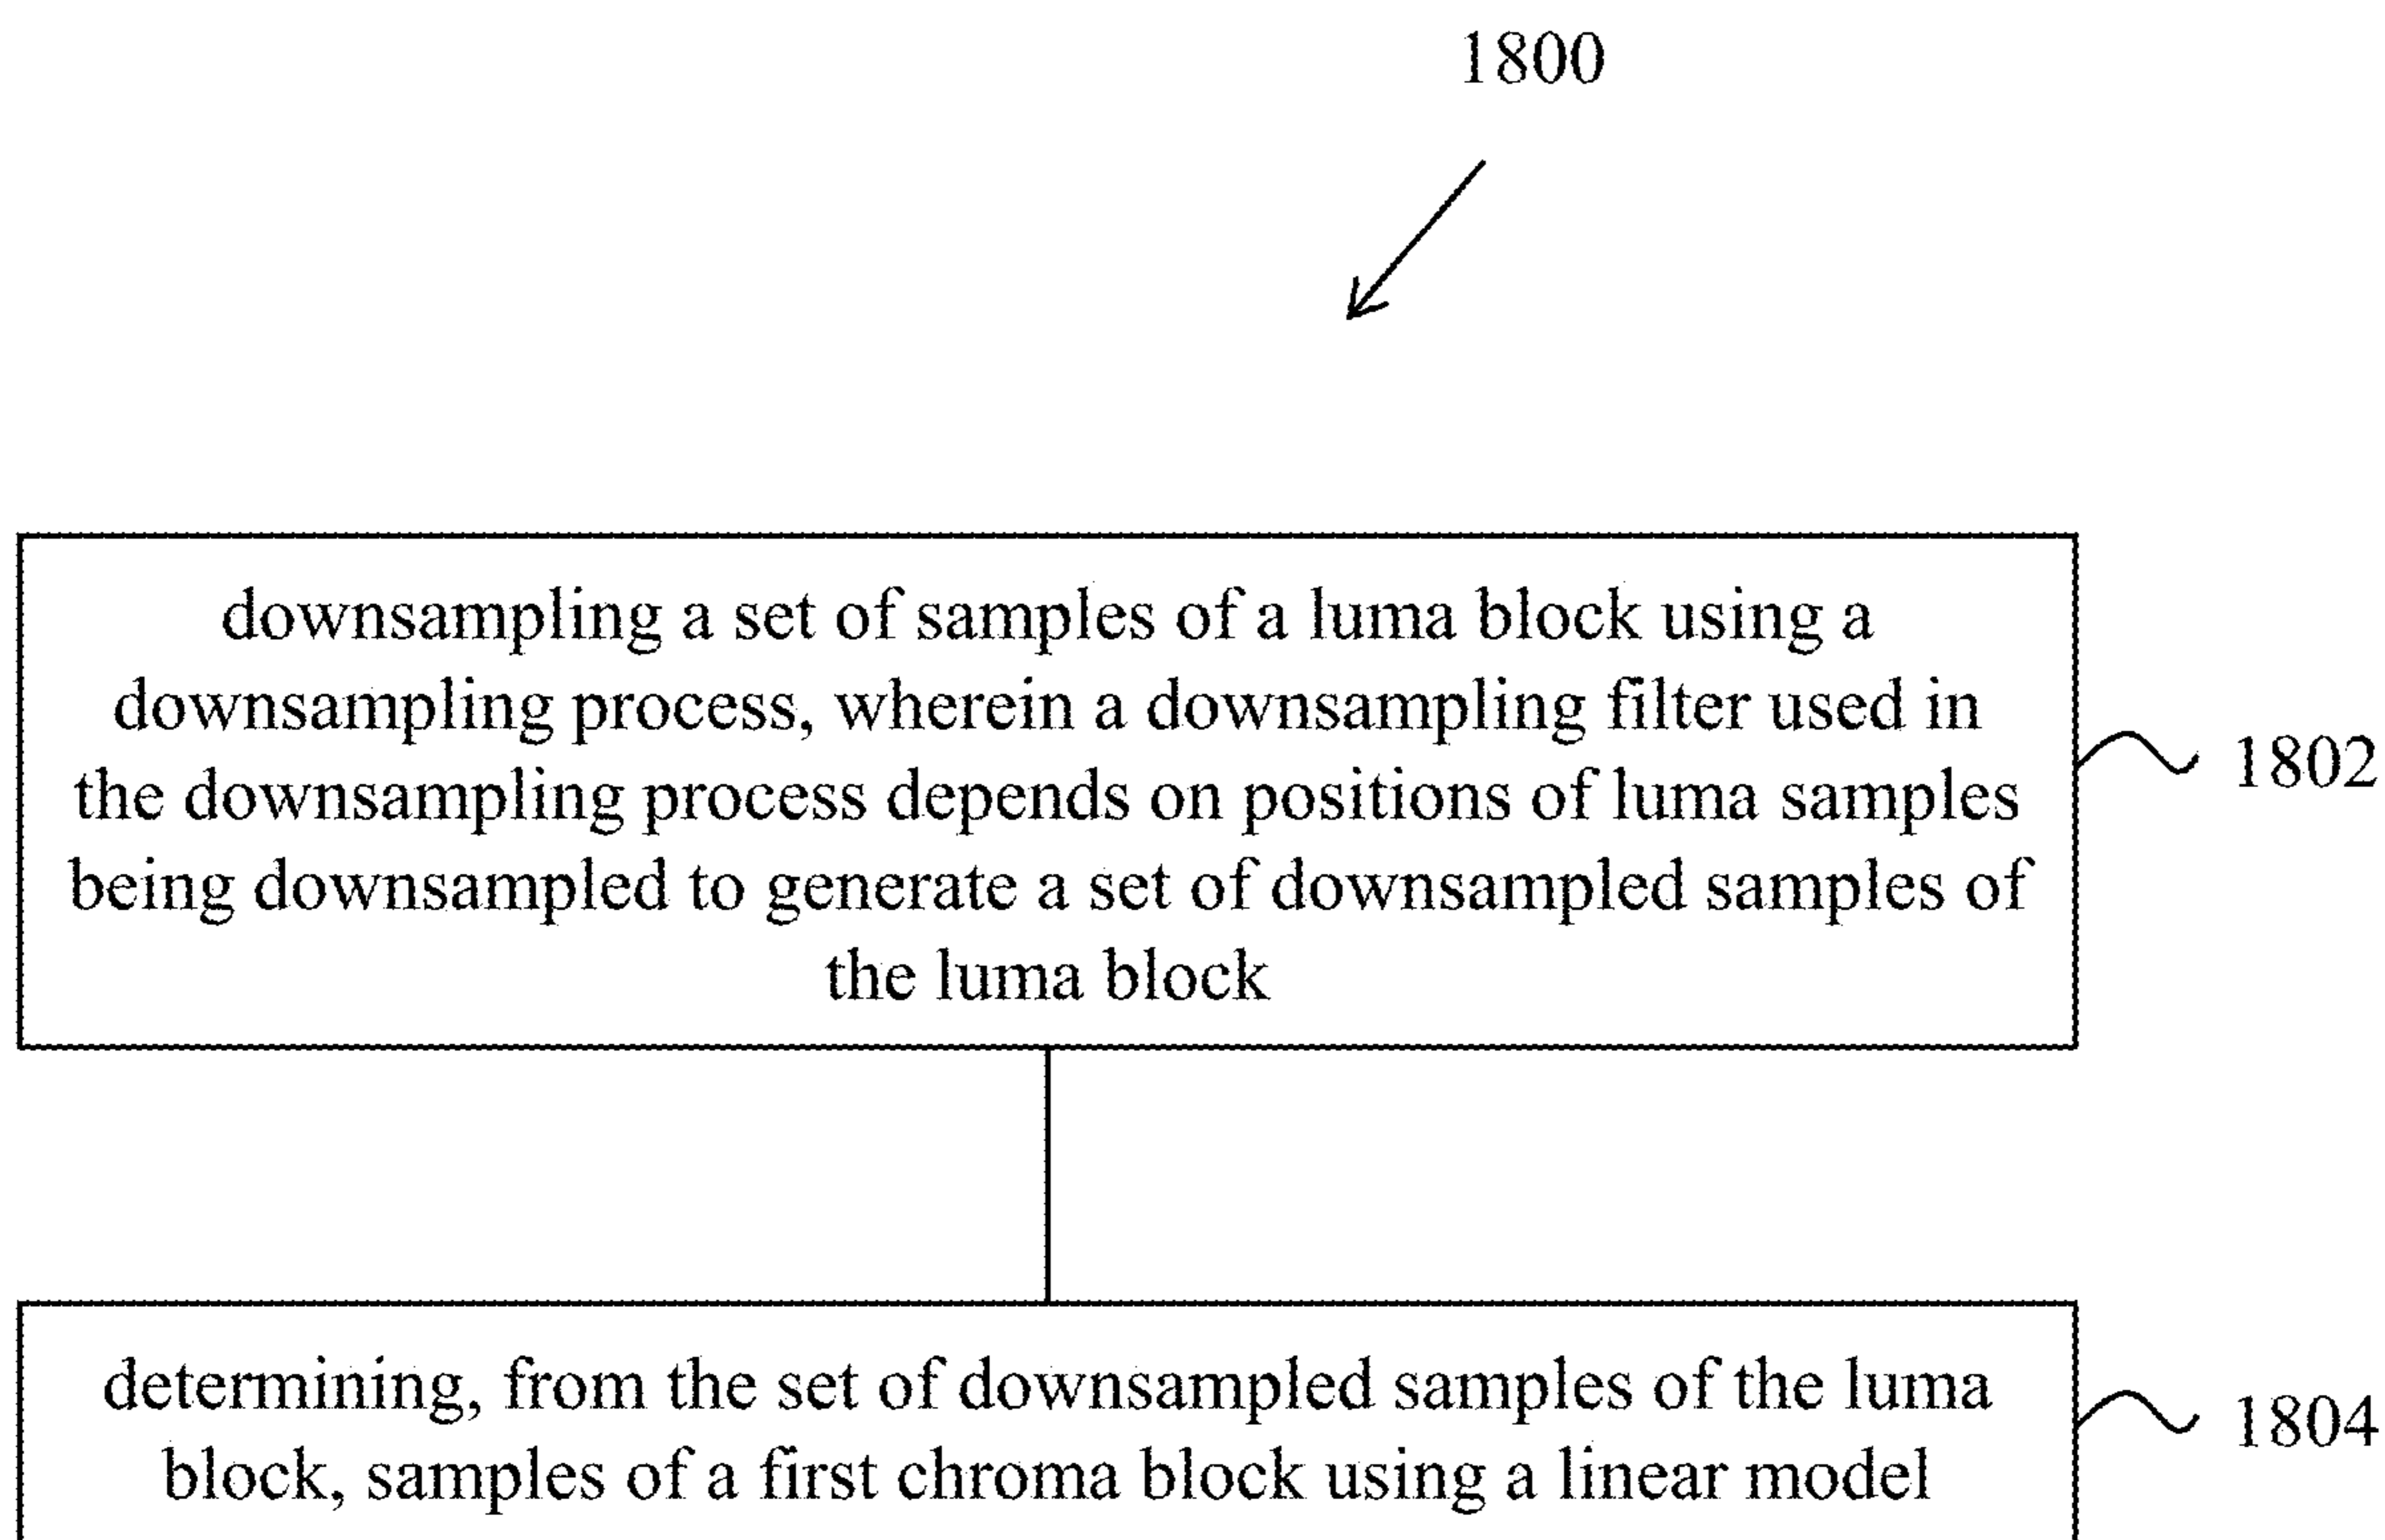 1800
downsampling a set of samples of a luma block using a
downsampling process, wherein a downsampling filter used in
the downsampling process depends on positions of luma samples
being downsampled to generate a set of downsampled samples of
the luma block
1802
determining, from the set of downsampled samples of the luma
block, samples of a first chroma block using a linear model
1804